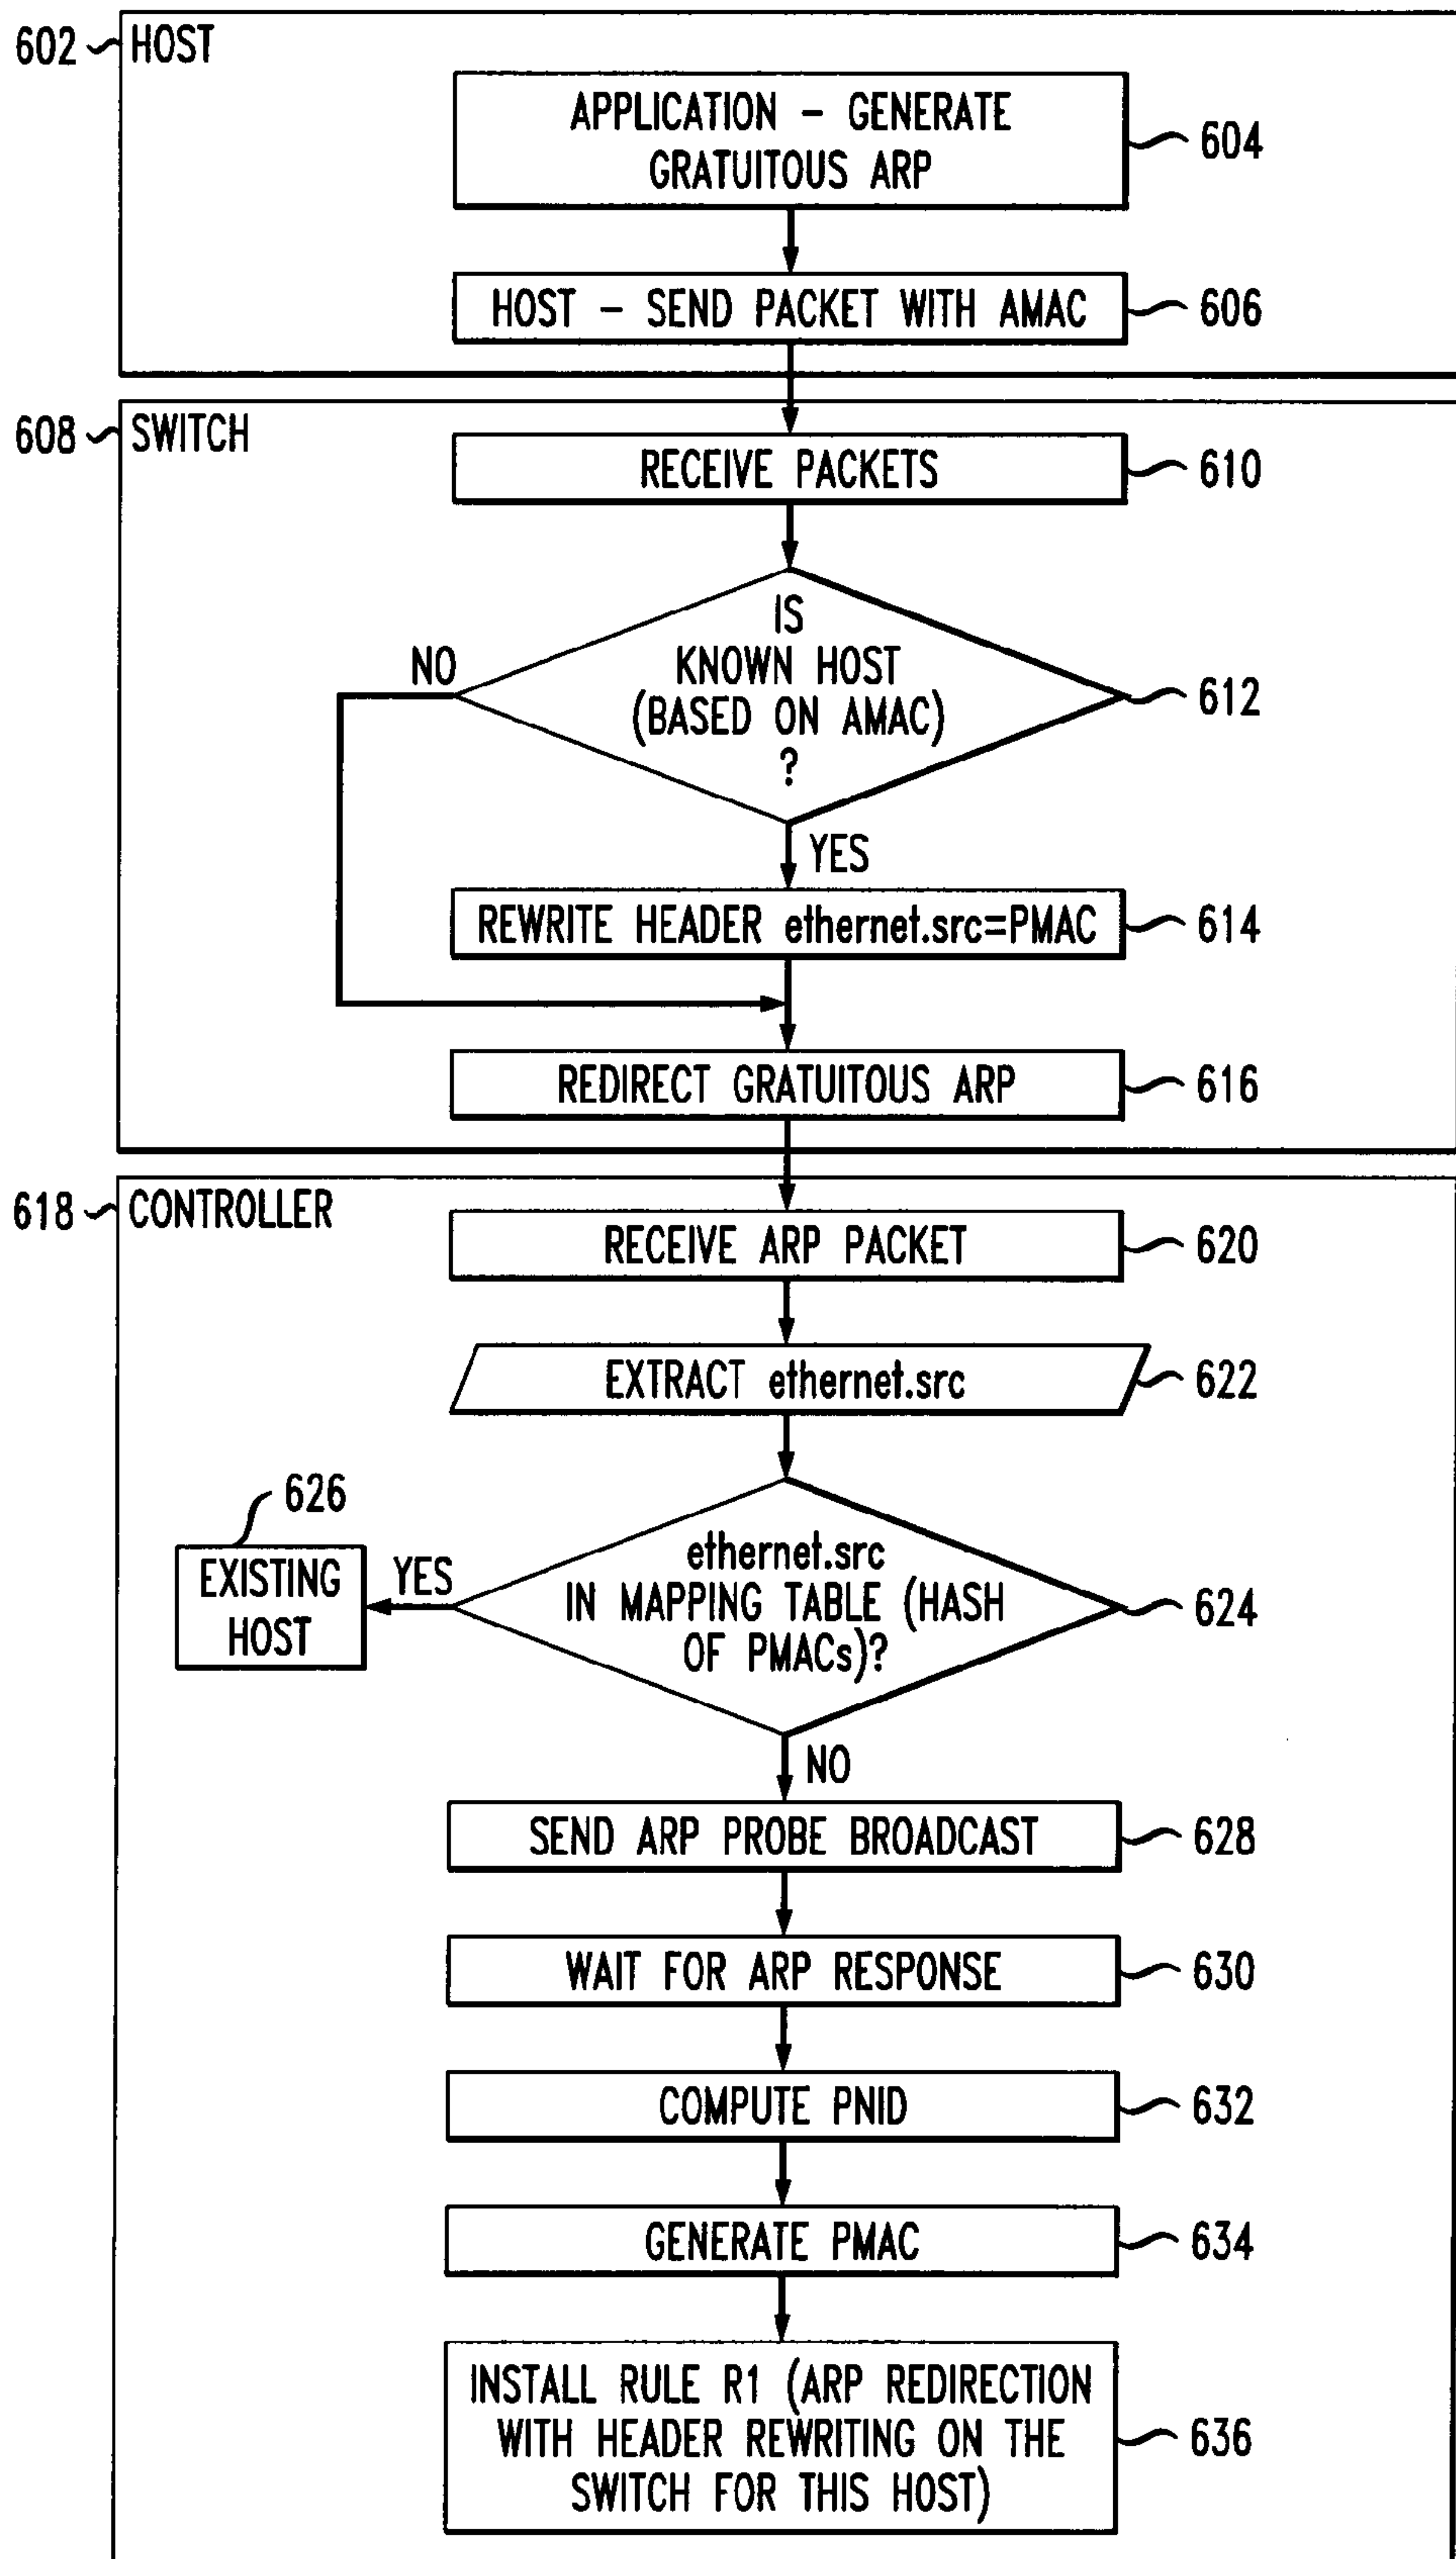 602 HOST
APPLICATION – GENERATE
GRATUITOUS ARP
604
HOST – SEND PACKET WITH AMAC
606
608 SWITCH
RECEIVE PACKETS
610
IS
KNOWN HOST
(BASED ON AMAC)
?
612
NO
YES
REWRITE HEADER ethernet.src=PMAC
614
REDIRECT GRATUITOUS ARP
616
618 CONTROLLER
RECEIVE ARP PACKET
620
EXTRACT ethernet.src
622
ethernet.src
IN MAPPING TABLE (HASH
OF PMACs)?
624
YES
626
EXISTING
HOST
NO
SEND ARP PROBE BROADCAST
628
WAIT FOR ARP RESPONSE
630
COMPUTE PNID
632
GENERATE PMAC
634
INSTALL RULE R1 (ARP REDIRECTION
WITH HEADER REWRITING ON THE
SWITCH FOR THIS HOST)
636